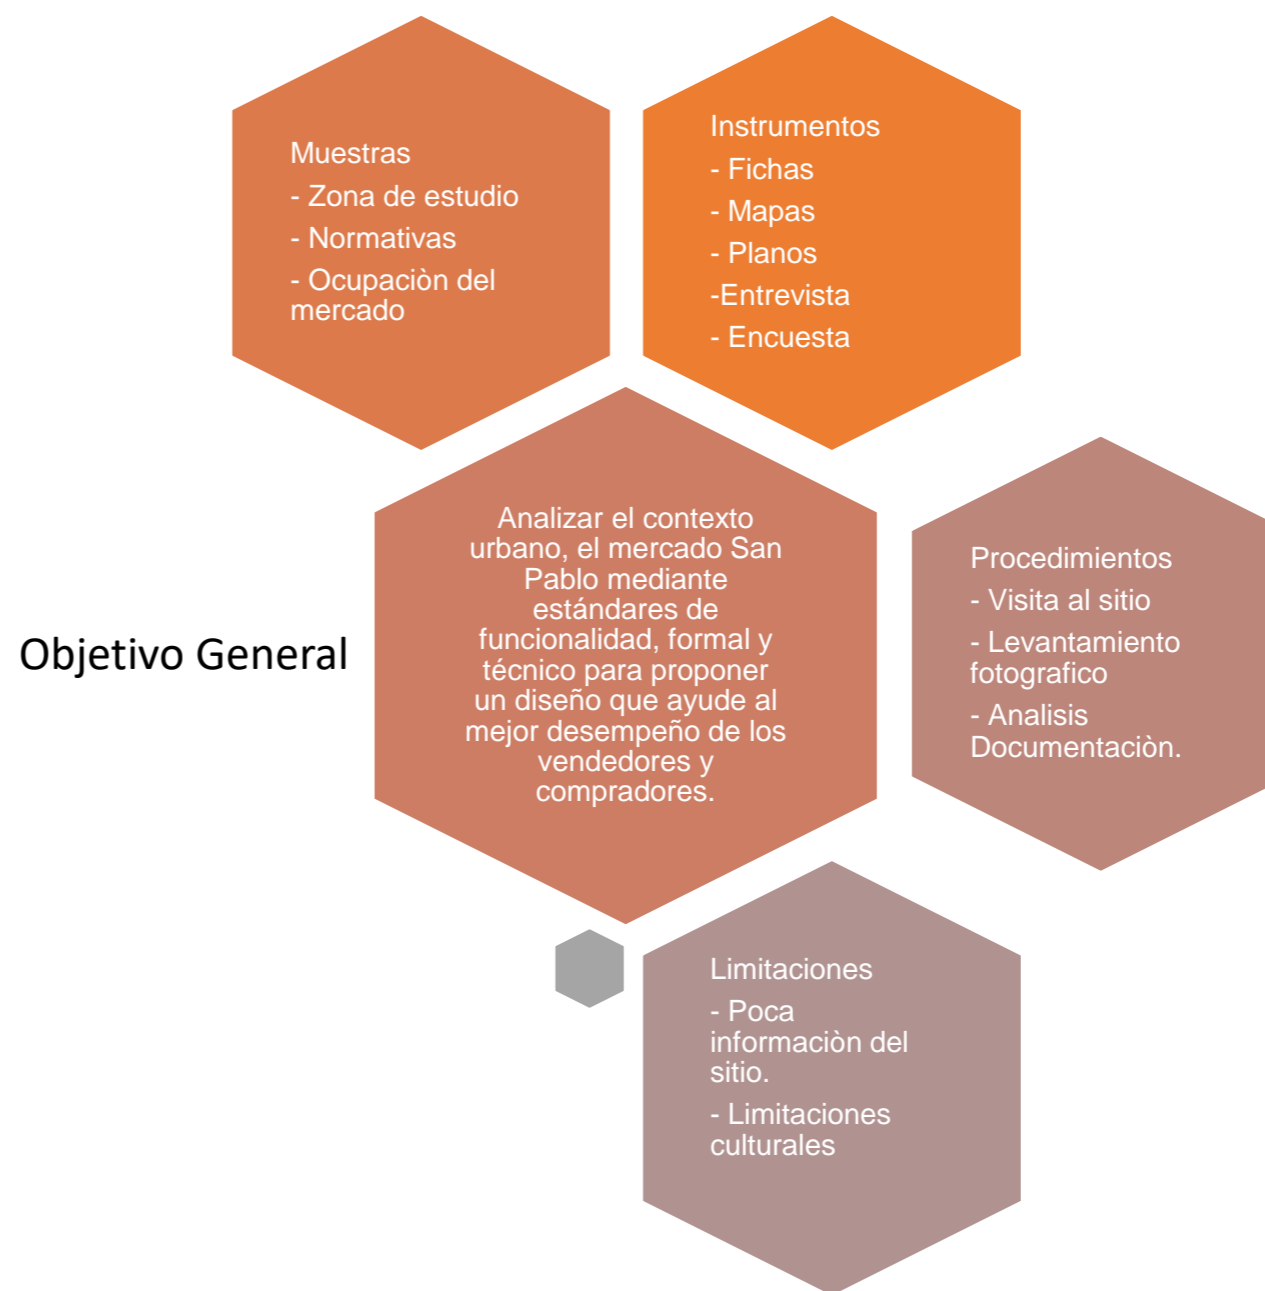 Muestras
- Zona de estudio
- Normativas
- Ocupaciòn del
mercado
Instrumentos
- Fichas
- Mapas
- Planos
-Entrevista
- Encuesta
Objetivo General
Analizar el contexto
urbano, el mercado San
Pablo mediante
estándares de
funcionalidad, formal y
técnico para proponer
un diseño que ayude al
mejor desempeño de los
vendedores y
compradores.
Procedimientos
- Visita al sitio
- Levantamiento
fotografico
- Analisis
Documentaciòn.
Limitaciones
- Poca
informaciòn del
sitio.
- Limitaciones
culturales